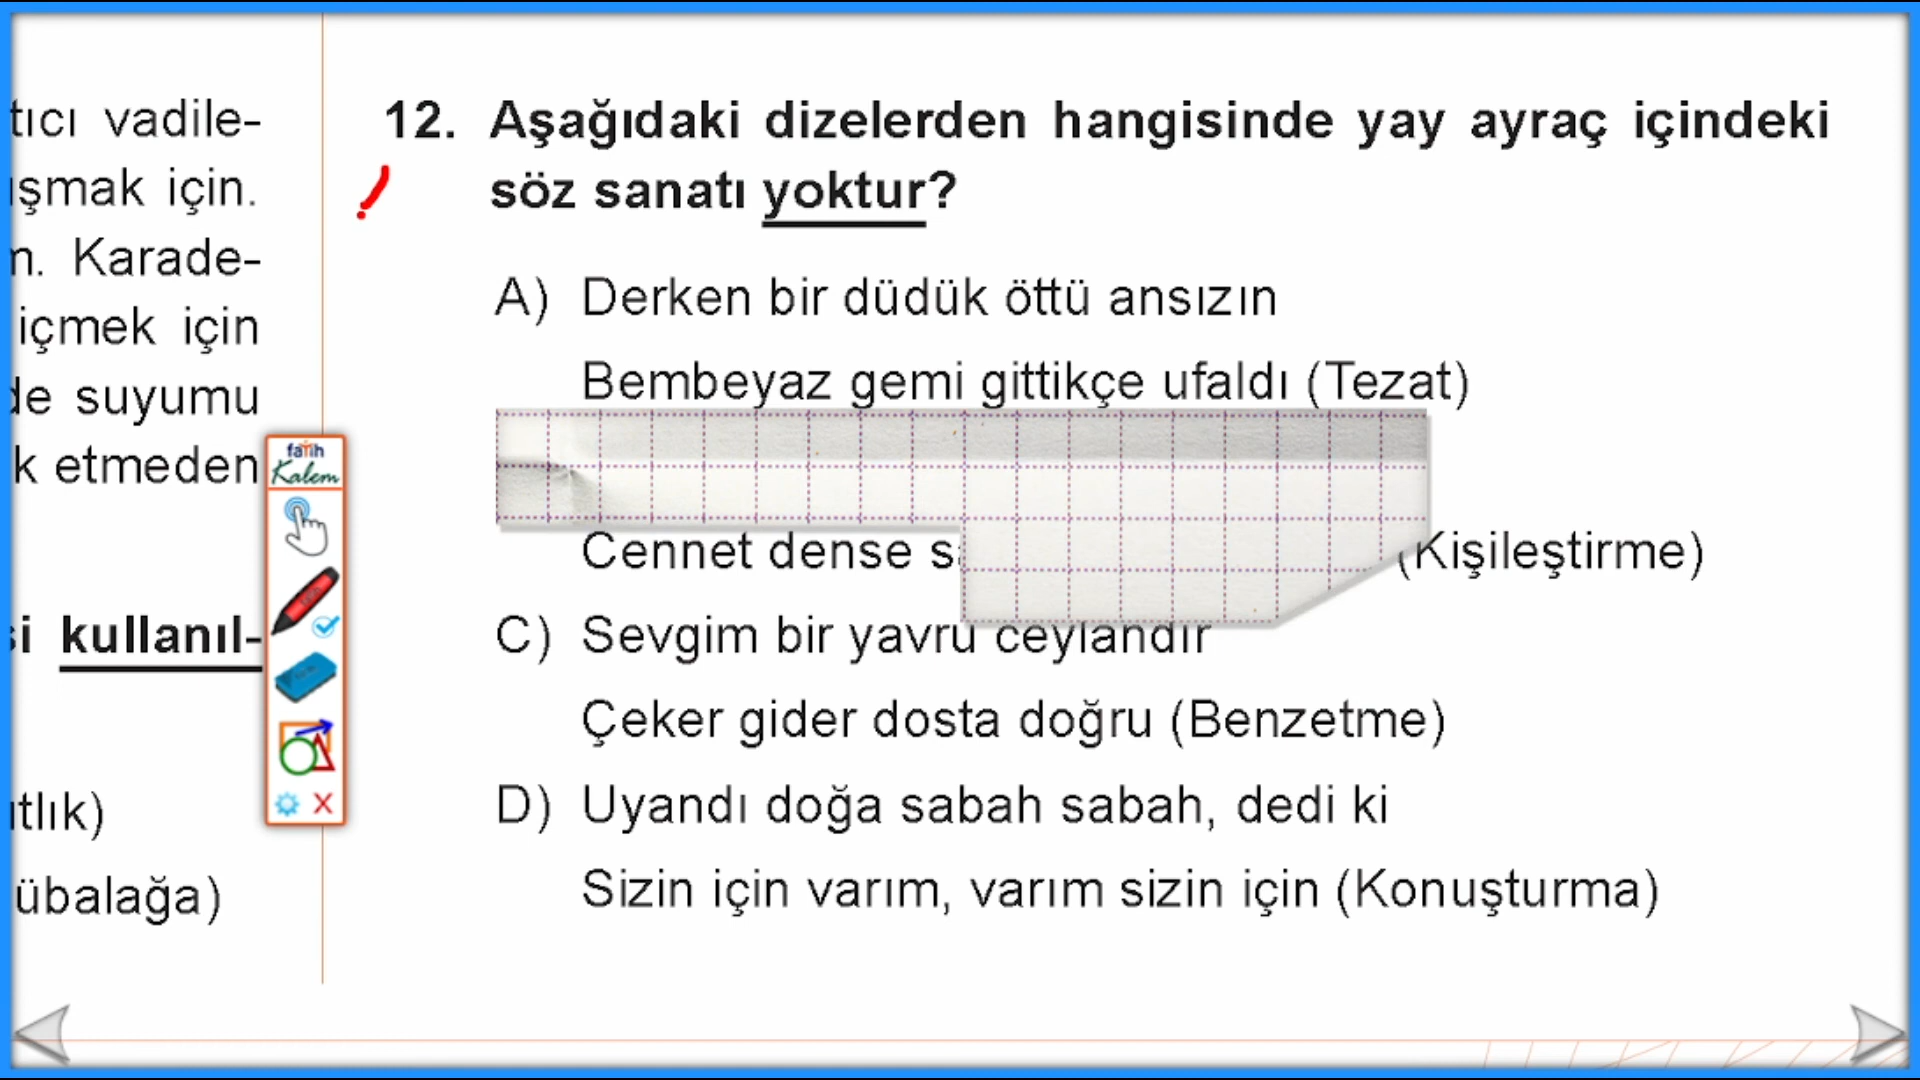 tıcı vadile-
ışmak için.
m. Karade-
içmek için
de suyumu
k etmeden
si kullanıl-
ıtlık)
übalağa)
fatih
Kalem
12. Aşağıdaki dizelerden hangisinde yay ayraç içindeki
söz sanatı yoktur?
A) Derken bir düdük öttü ansızın
Bembeyaz gemi gittikçe ufaldı (Tezat)
Cennet dense (Kişileştirme)
C) Sevgim bir yavru ceylandır
Çeker gider dosta doğru (Benzetme)
D) Uyandı doğa sabah sabah, dedi ki
Sizin için varım, varım sizin için (Konuşturma)